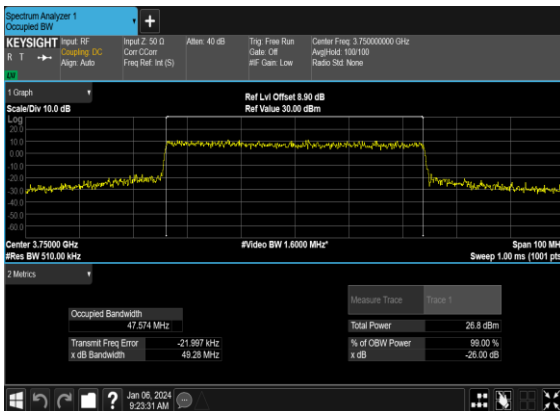 Spectrum Analyzer 1
Occupied BW
+
KEYSIGHT
R T
LV
Input: RF
Coupling: DC
Align: Auto
Input Z: 50 Ω
Corr CCorr
Freq Ref: Int (S)
Atten: 40 dB
Trig: Free Run
Gate: Off
#IF Gain: Low
Center Freq: 3.750000000 GHz
Avg|Hold: 100/100
Radio Std: None
1 Graph
Scale/Div 10.0 dB
Ref Lvl Offset 8.90 dB
Ref Value 30.00 dBm
Log
20.0
10.0
0.00
-10.0
-20.0
-30.0
-40.0
-50.0
-60.0
Center 3.75000 GHz
#Res BW 510.00 kHz
#Video BW 1.6000 MHz*
Span 100 MH
Sweep 1.00 ms (1001 pts
2 Metrics
Measure Trace
Trace 1
Occupied Bandwidth
47.574 MHz
Total Power
26.8 dBm
Transmit Freq Error
-21.997 kHz
% of OBW Power
99.00 %
x dB Bandwidth
49.28 MHz
x dB
-26.00 dB
?
Jan 06, 2024
9:23:31 AM